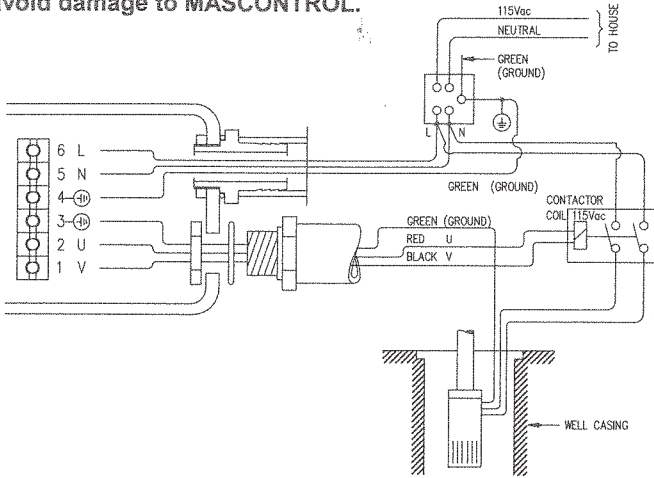 avoid damage to MASCONTROL.
115Vac
NEUTRAL
TO HOUSE
GREEN
(GROUND)
L N
6 L
5 N
4
3
2 U
1 V
GREEN (GROUND)
CONTACTOR
COIL 115Vac
GREEN (GROUND)
RED U
BLACK V
WELL CASING